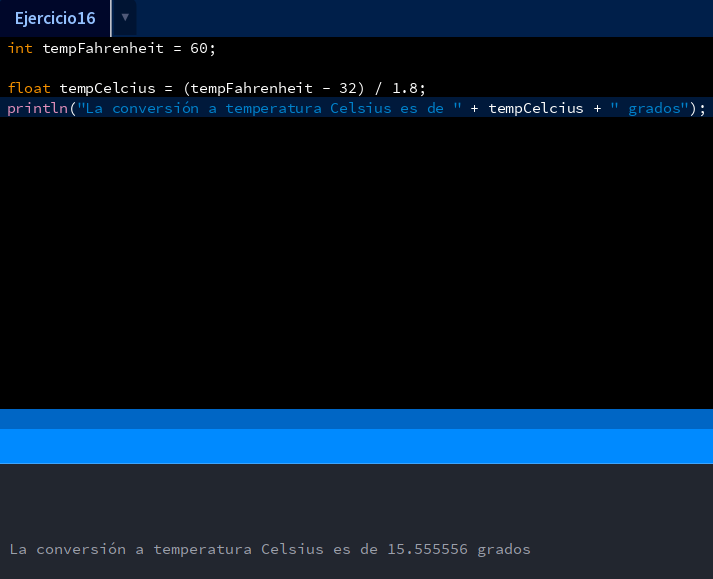 Ejercicio16
int tempFahrenheit = 60;
float tempCelcius = (tempFahrenheit - 32) / 1.8;
println("La conversión a temperatura Celsius es de " + tempCelcius + " grados");
La conversión a temperatura Celsius es de 15.555556 grados